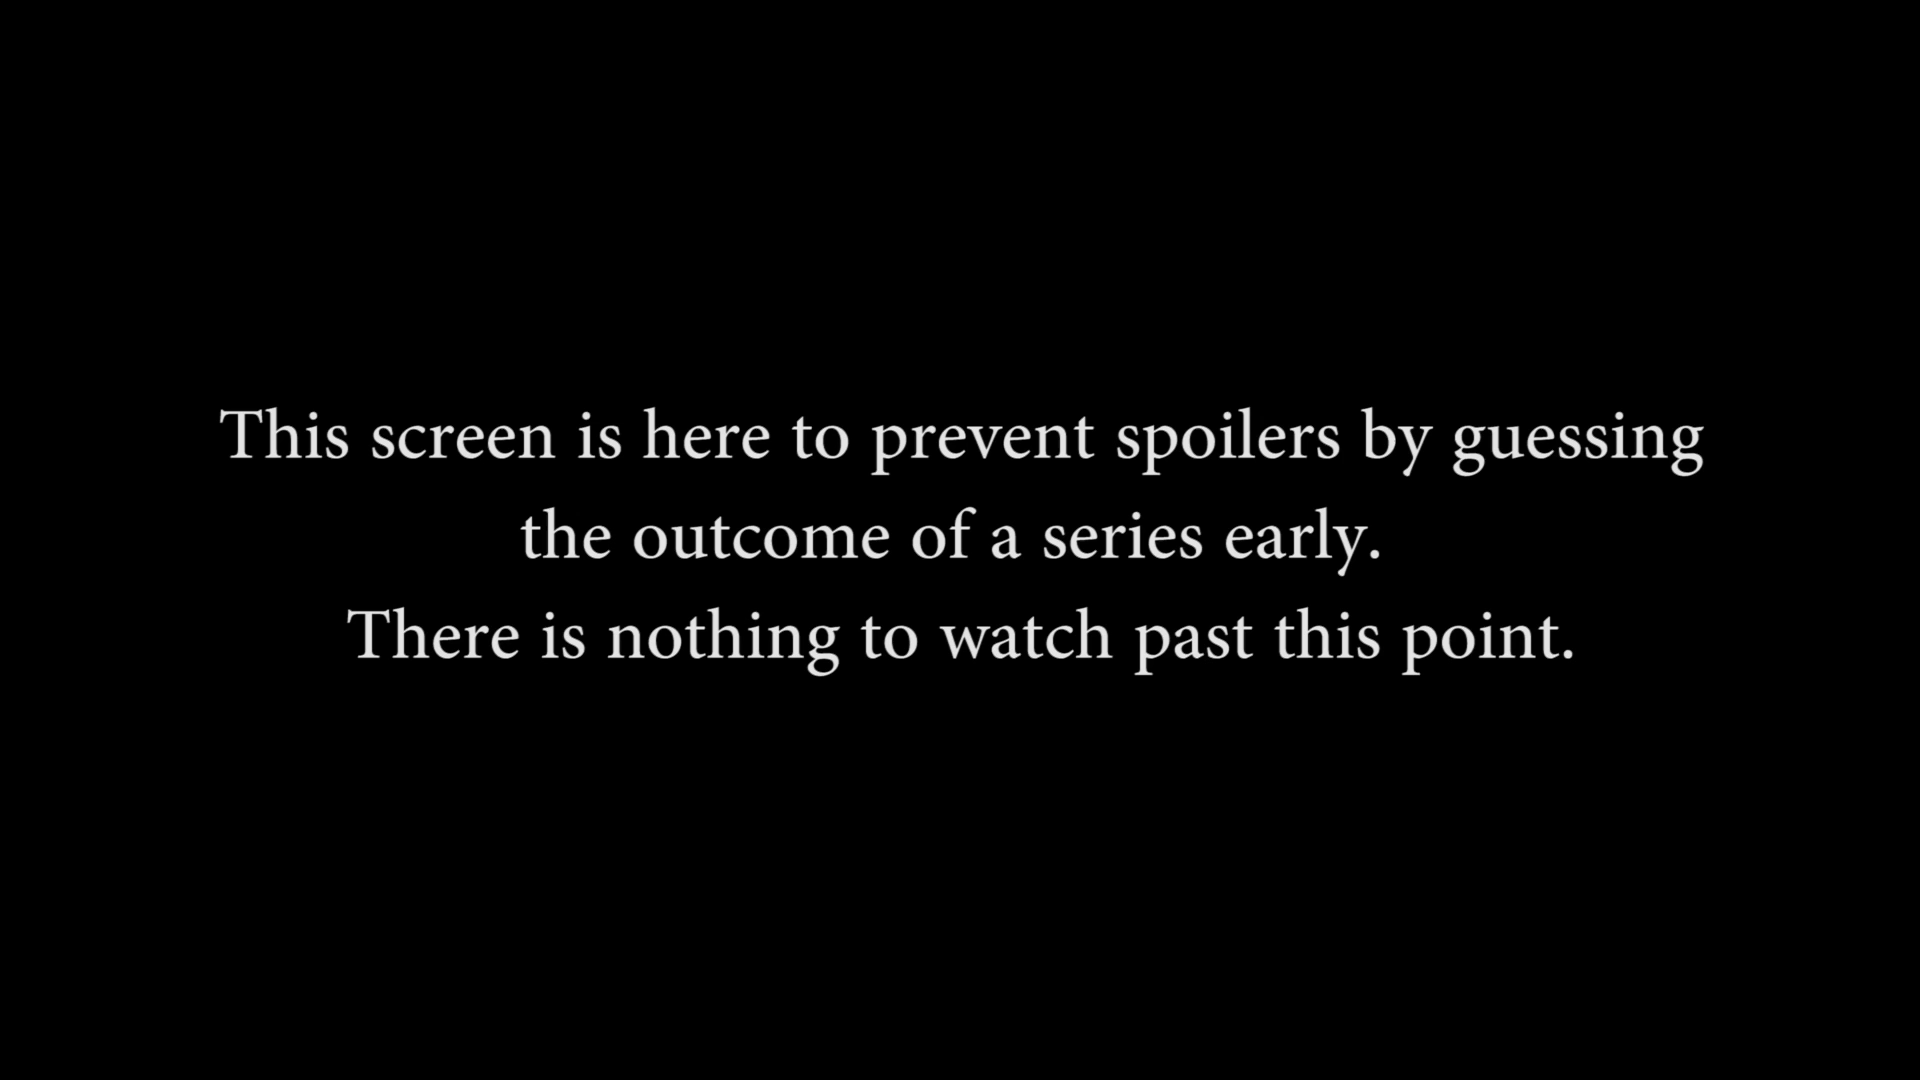 This screen is here to prevent spoilers by guessing
the outcome of a series early.
There is nothing to watch past this point.